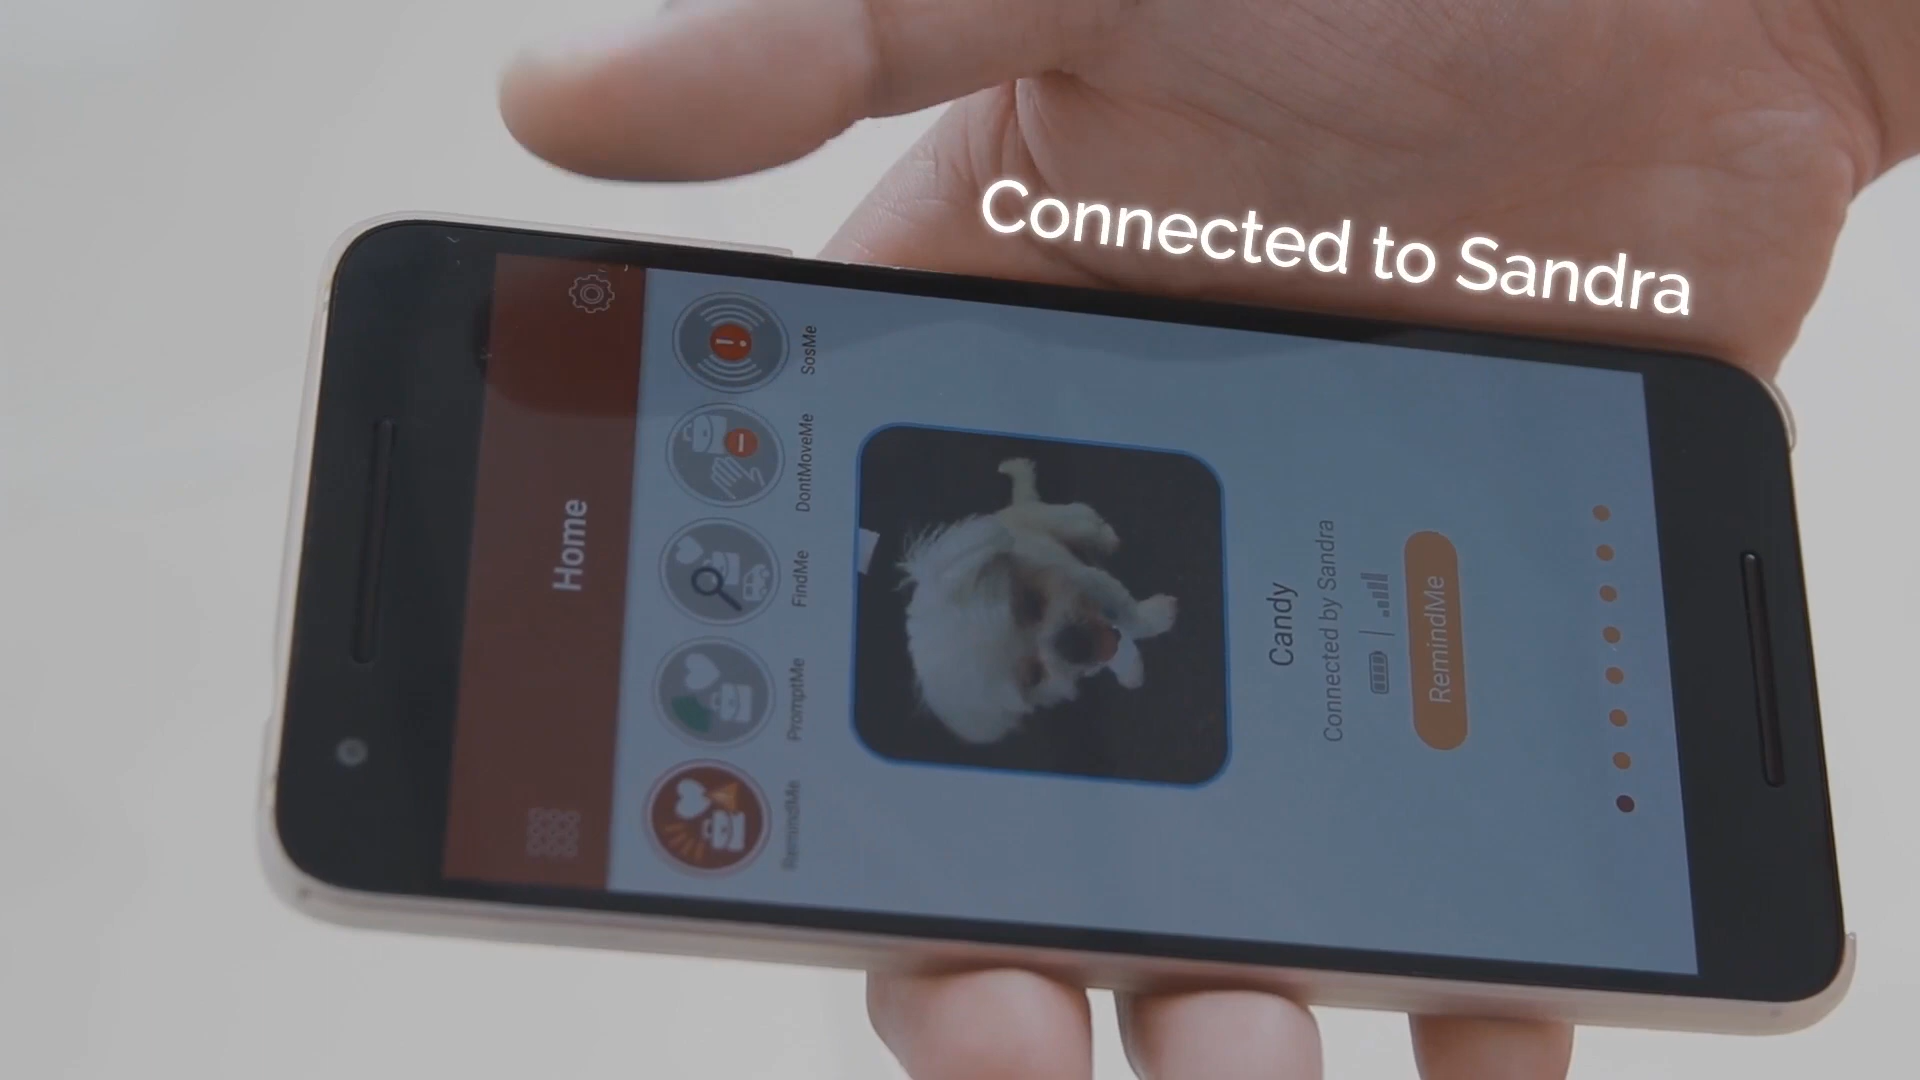 Connected to Sandra
Home
RemindMe
PromptMe
FindMe
DontMoveMe
SosMe
Candy
Connected by Sandra
RemindMe